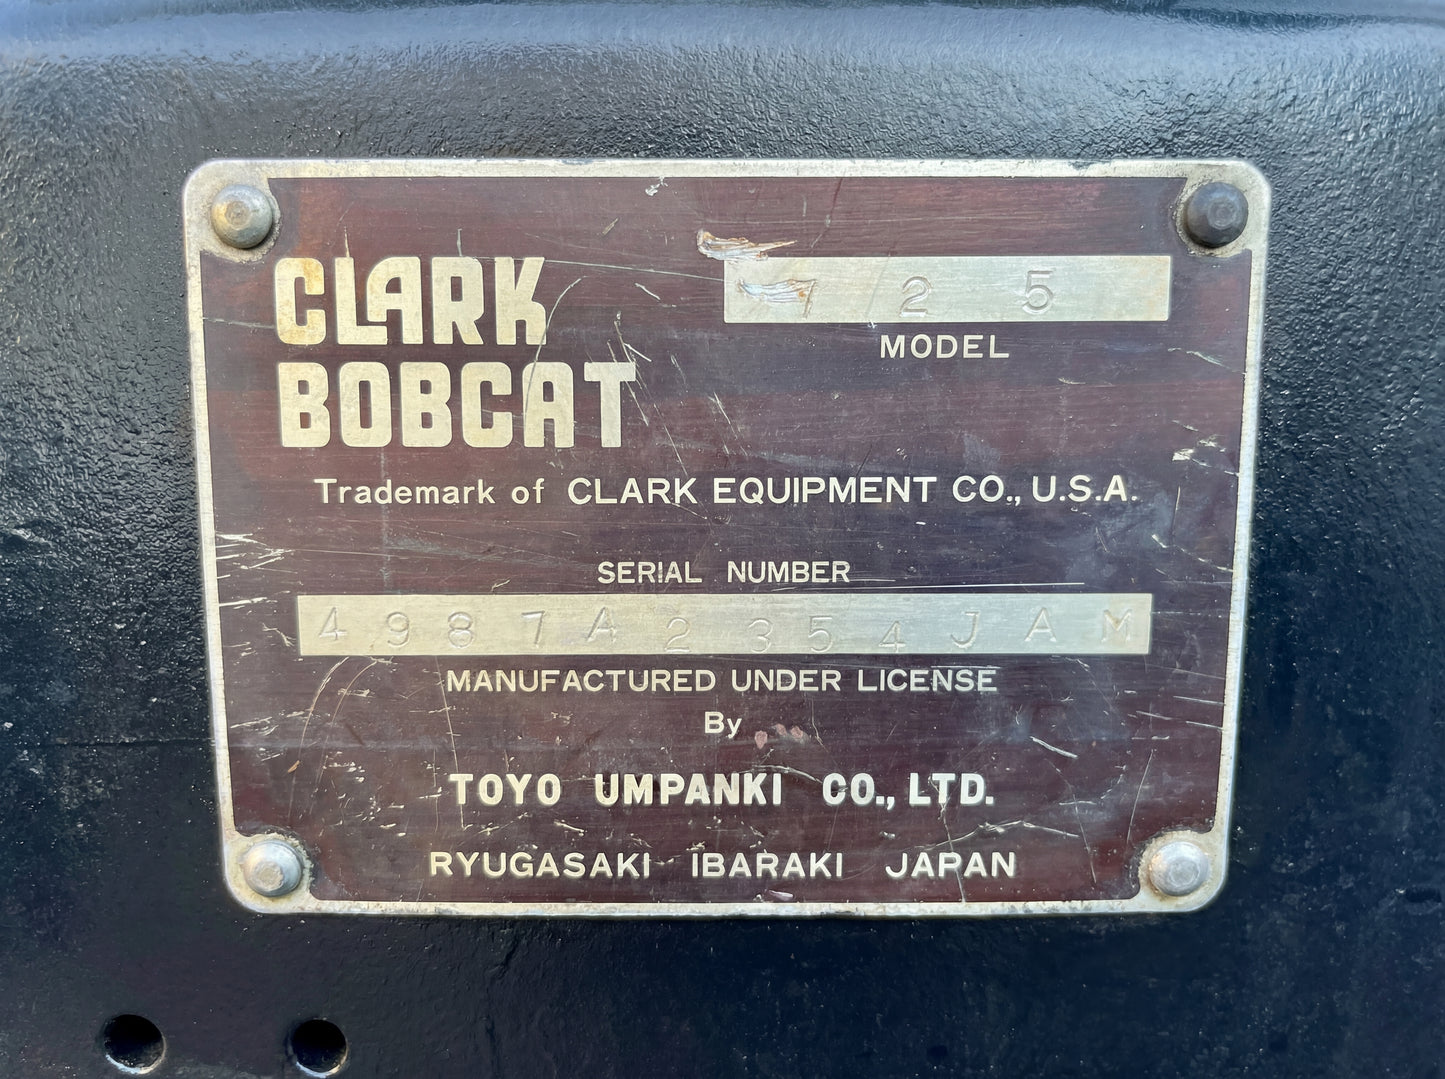 CLARK
BOBCAT
725
MODEL
Trademark of CLARK EQUIPMENT CO., U.S.A.
SERIAL NUMBER
4987A2354JAM
MANUFACTURED UNDER LICENSE
By
TOYO UMPANKI CO., LTD.
RYUGASAKI IBARAKI JAPAN